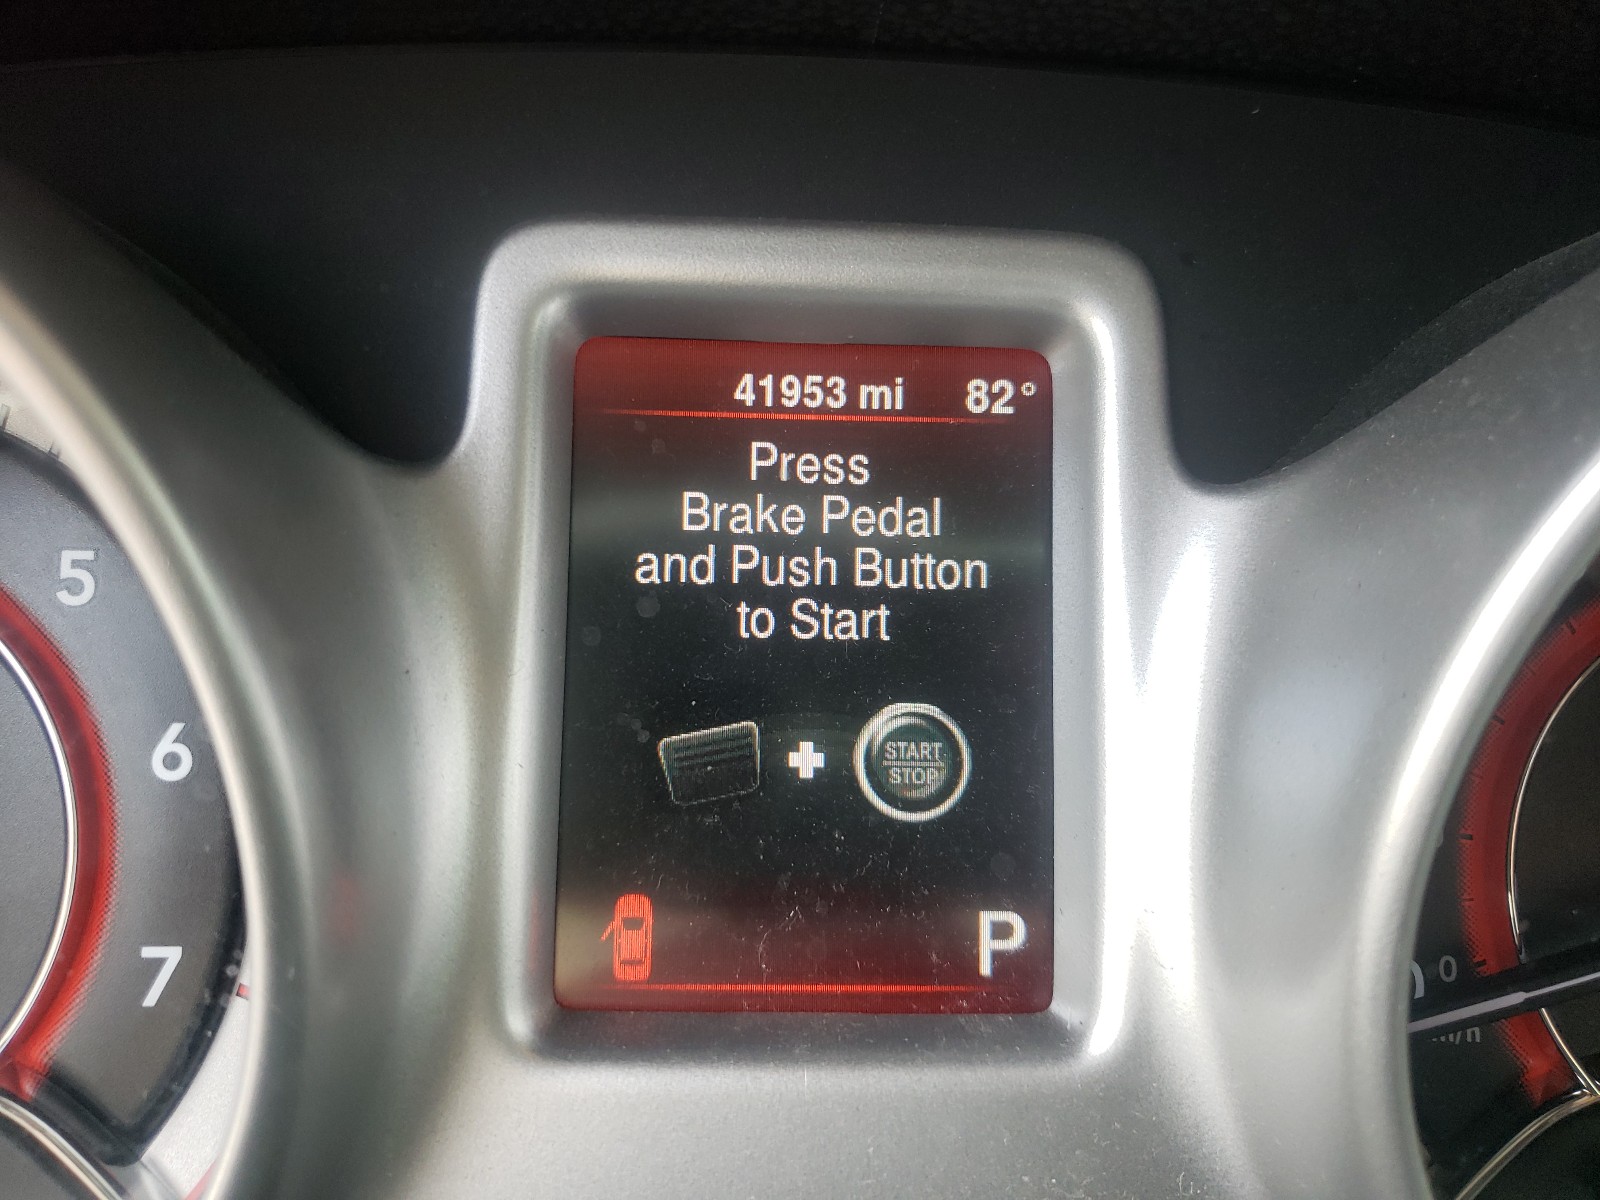 41953 mi 82°
Press
Brake Pedal
and Push Button
to Start
START
STOP
P
5
6
7
0